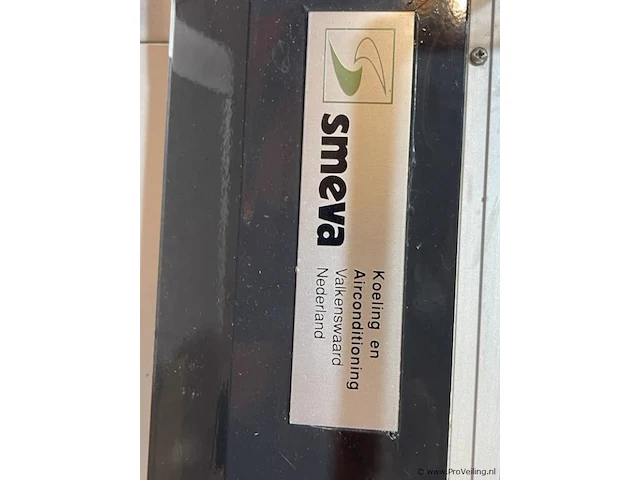 smeva
Koeling en
Airconditioning
Valkenswaard
Nederland
© www.ProVeiling.nl